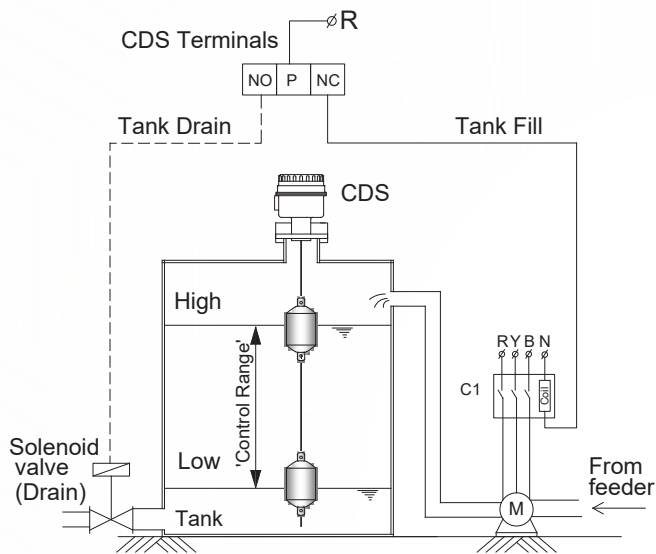 R
CDS Terminals
NO P NC
Tank Drain
Tank Fill
CDS
High
'Control Range'
R Y B N
C1
Coil
Low
Solenoid
valve
(Drain)
Tank
From
feeder
M